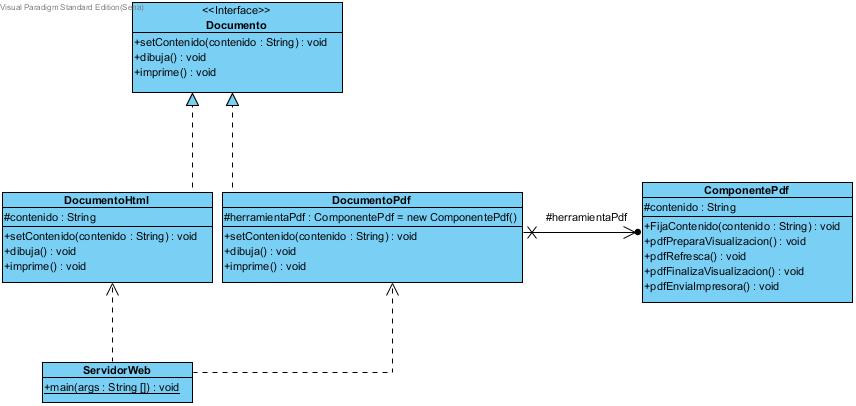 Visual Paradigm Standard Edition(Sena)
<<Interface>>
Documento
+setContenido(contenido : String) : void
+dibuja() : void
+imprime() : void
DocumentoHtml
#contenido : String
+setContenido(contenido : String) : void
+dibuja() : void
+imprime() : void
DocumentoPdf
#herramientaPdf : ComponentePdf = new ComponentePdf()
+setContenido(contenido : String) : void
+dibuja() : void
+imprime() : void
#herramientaPdf
ComponentePdf
#contenido : String
+FijaContenido(contenido : String) : void
+pdfPreparaVisualizacion() : void
+pdfRefresca() : void
+pdfFinalizaVisualizacion() : void
+pdfEnviaImpresora() : void
ServidorWeb
+main(args : String []) : void